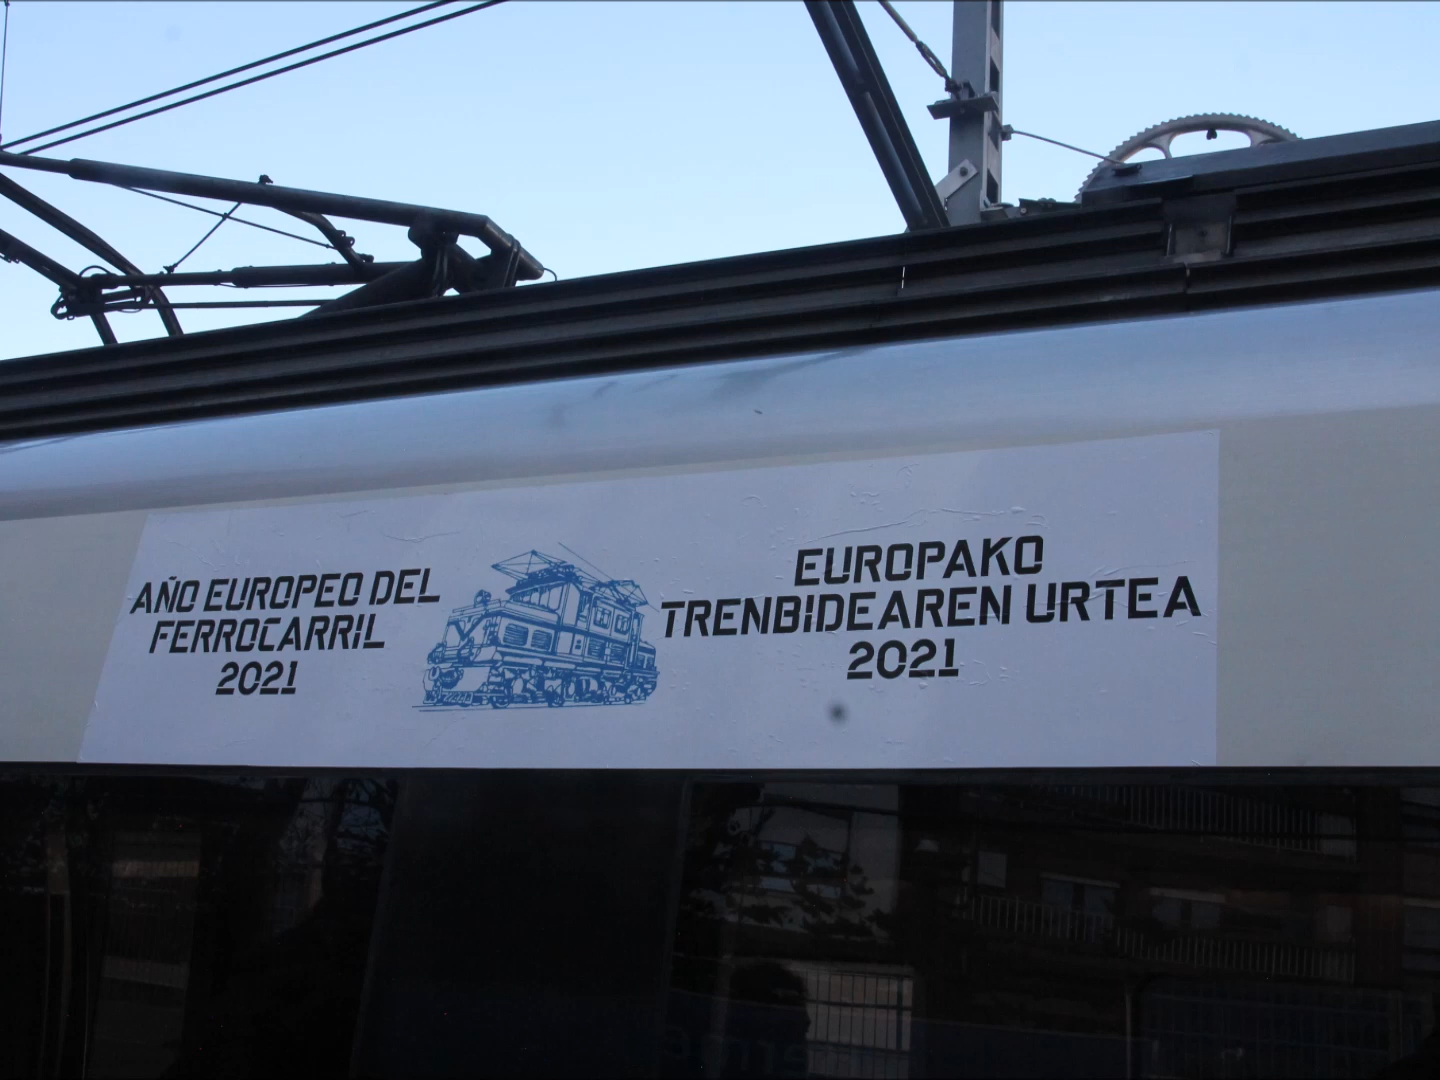 AÑO EUROPEO DEL
FERROCARRIL
2021
EUROPAKO
TRENBIDEAREN URTEA
2021